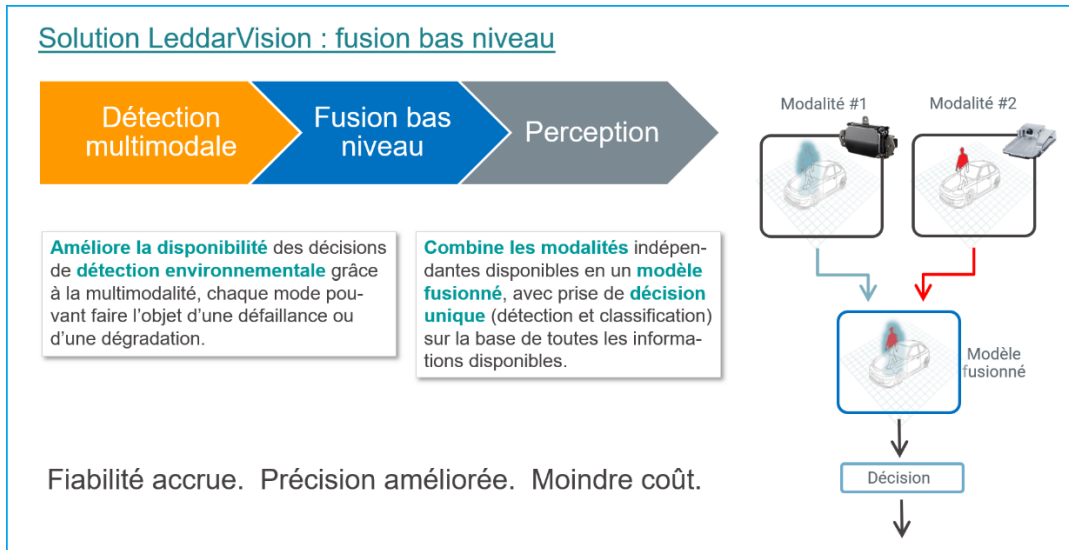 Solution LeddarVision : fusion bas niveau
Détection
multimodale
Fusion bas
niveau
Perception
Améliore la disponibilité des décisions
de détection environnementale grâce
à la multimodalité, chaque mode pou-
vant faire l'objet d'une défaillance ou
d'une dégradation.
Combine les modalités indépen-
dantes disponibles en un modèle
fusionné, avec prise de décision
unique (détection et classification)
sur la base de toutes les informa-
tions disponibles.
Fiabilité accrue.  Précision améliorée.  Moindre coût.
Modalité #1
Modalité #2
Modèle
fusionné
Décision